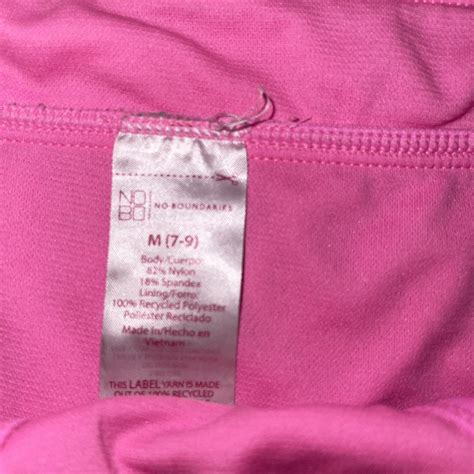 NO
BO
NO·BOUNDARIES
M (7-9)
Body/Cuerpo:
82% Nylon
18% Spandex
Lining/Forro:
100% Recycled Polyester
Poliéster Reciclado
Made in/Hecho en
Vietnam
THIS LABEL YARN IS MADE
OUT OF 100% RECYCLED